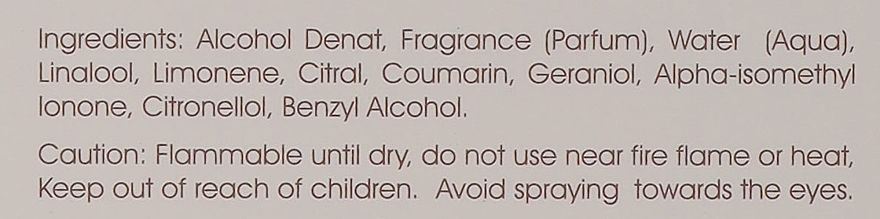 Ingredients: Alcohol Denat, Fragrance (Parfum), Water (Aqua),
Linalool, Limonene, Citral, Coumarin, Geraniol, Alpha-isomethyl
Ionone, Citronellol, Benzyl Alcohol.
Caution: Flammable until dry, do not use near fire flame or heat,
Keep out of reach of children. Avoid spraying towards the eyes.